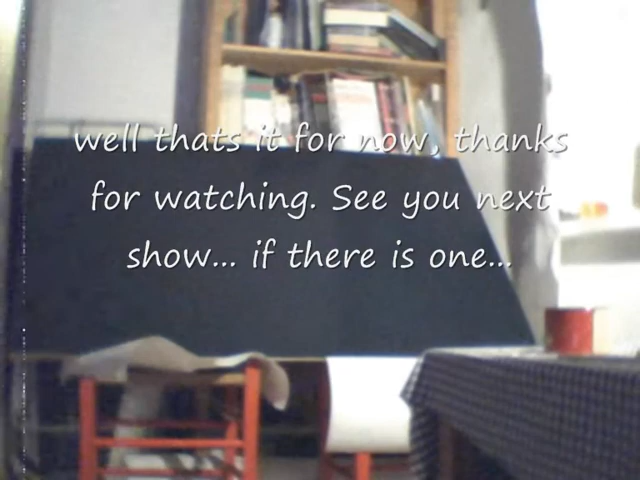 well thats it for now, thanks
for watching. See you next
show... if there is one...